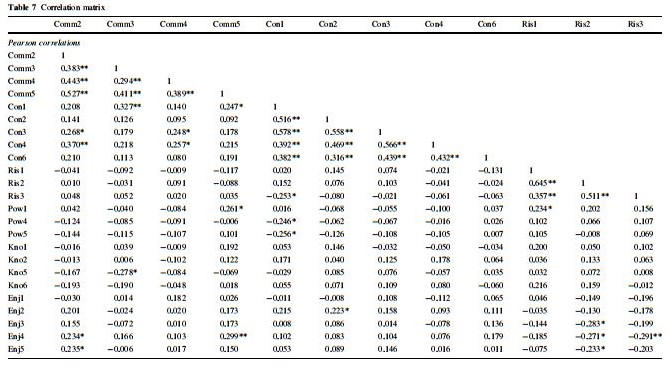 Table 7 Correlation matrix
Comm2 Comm3 Comm4 Comm5 Con1 Con2 Con3 Con4 Con6 Ris1 Ris2 Ris3
Pearson correlations
Comm2 1
Comm3 0.383** 1
Comm4 0.443** 0.294** 1
Comm5 0.527** 0.411** 0.389** 1
Con1 0.208 0.327** 0.140 0.247* 1
Con2 0.141 0.126 0.095 0.092 0.516** 1
Con3 0.268* 0.179 0.248* 0.178 0.578** 0.558** 1
Con4 0.370** 0.218 0.257* 0.215 0.392** 0.469** 0.566** 1
Con6 0.210 0.113 0.080 0.191 0.382** 0.316** 0.439** 0.432** 1
Ris1 −0.041 −0.092 −0.009 −0.117 0.020 0.145 0.074 −0.021 −0.131 1
Ris2 0.010 −0.031 0.091 −0.088 0.152 0.076 0.103 −0.041 −0.024 0.645** 1
Ris3 0.048 0.052 0.020 0.035 −0.253* −0.080 −0.021 −0.061 −0.063 0.357** 0.511** 1
Pow1 0.042 −0.040 −0.084 0.261* 0.016 −0.068 −0.055 −0.100 0.037 0.234* 0.202 0.156
Pow4 −0.124 −0.085 −0.091 0.006 −0.246* −0.062 −0.067 −0.016 0.026 0.102 0.066 0.107
Pow5 −0.144 −0.115 −0.107 0.101 −0.256* −0.126 −0.108 −0.105 0.007 0.105 −0.008 0.069
Kno1 −0.016 0.039 −0.009 0.192 0.053 0.146 −0.032 −0.050 −0.034 0.200 0.050 0.102
Kno2 −0.013 0.006 −0.102 0.122 0.171 0.040 0.125 0.178 0.064 0.036 0.133 0.063
Kno5 −0.167 −0.278* −0.084 −0.069 −0.029 0.085 0.076 −0.057 0.035 0.032 0.072 0.008
Kno6 −0.193 −0.190 −0.048 0.018 0.055 0.071 0.109 0.080 −0.060 0.216 0.159 −0.012
Enj1 −0.030 0.014 0.182 0.026 −0.011 −0.008 0.108 −0.112 0.065 0.046 −0.149 −0.196
Enj2 0.201 −0.024 0.020 0.173 0.215 0.223* 0.158 0.093 0.111 −0.035 −0.130 −0.178
Enj3 0.155 −0.072 0.010 0.173 0.008 0.086 0.014 −0.078 0.136 −0.144 −0.283* −0.199
Enj4 0.234* 0.166 0.103 0.299** 0.102 0.083 0.104 0.076 0.179 −0.185 −0.271* −0.291**
Enj5 0.235* −0.006 0.017 0.150 0.053 0.089 0.146 0.016 0.011 −0.075 −0.233* −0.203